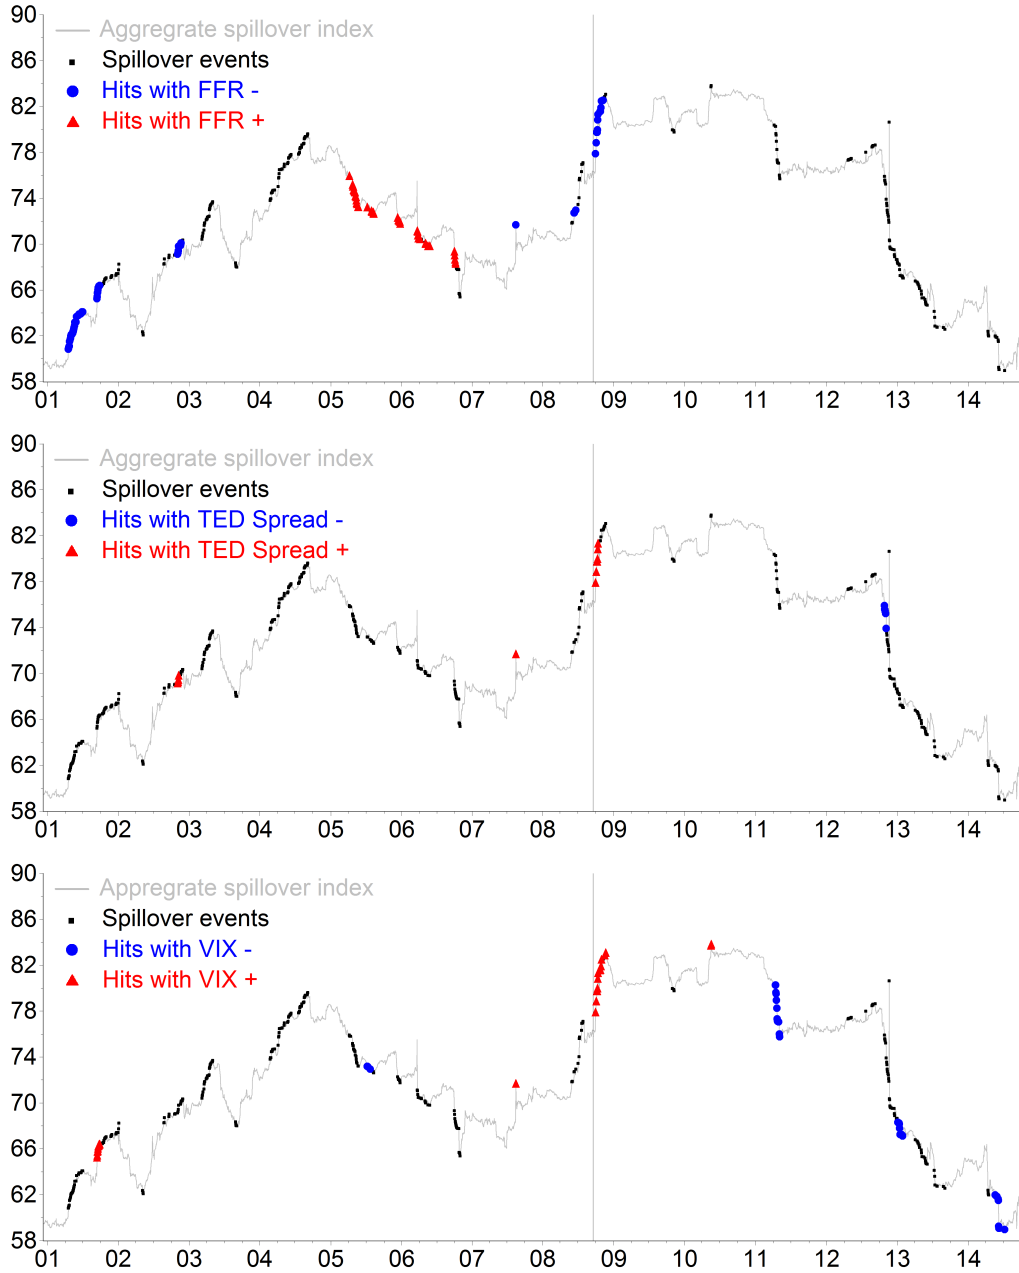 90
Aggregrate spillover index
86
Spillover events
Hits with FFR -
82
Hits with FFR +
78
74
70
66
62
58
01 02 03 04 05 06 07 08 09 10 11 12 13 14
90
Aggregrate spillover index
86
Spillover events
Hits with TED Spread -
82
Hits with TED Spread +
78
74
70
66
62
58
01 02 03 04 05 06 07 08 09 10 11 12 13 14
90
Appregrate spillover index
86
Spillover events
Hits with VIX -
82
Hits with VIX +
78
74
70
66
62
58
01 02 03 04 05 06 07 08 09 10 11 12 13 14